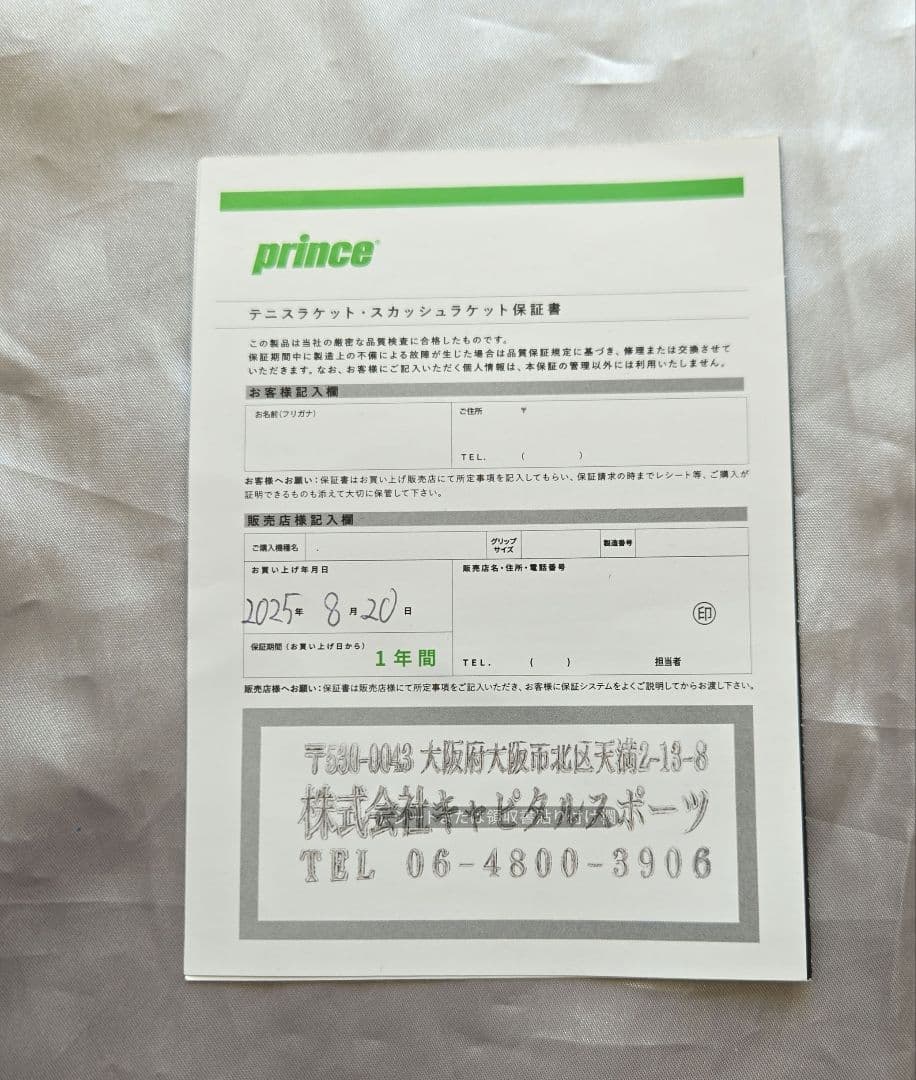 prince
テニスラケット・スカッシュラケット保証書
この製品は当社の厳密な品質検査に合格したものです。
保証期間中に製造上の不備による故障が生じた場合は品質保証規定に基づき、修理または交換させて
いただきます。なお、お客様にご記入いただく個人情報は、本保証の管理以外には利用いたしません。
お客様記入欄
お名前(フリガナ)
ご住所 〒
TEL. ( )
お客様へお願い:保証書はお買い上げ販売店にて所定事項を記入してもらい、保証請求の時までレシート等、ご購入が
証明できるものも添えて大切に保管して下さい。
販売店様記入欄
ご購入機種名
グリップ
サイズ
製造番号
お買い上げ年月日
2025年 8月20日
販売店名・住所・電話番号
印
保証期間(お買い上げ日から)
1年間
TEL. ( ) 担当者
販売店様へお願い:保証書は販売店様にて所定事項をご記入いただき、お客様に保証システムをよくご説明してからお渡し下さい。
〒530-0043 大阪府大阪市北区天満2-13-8
株式会社キャピタルスポーツ
TEL 06-4800-3906